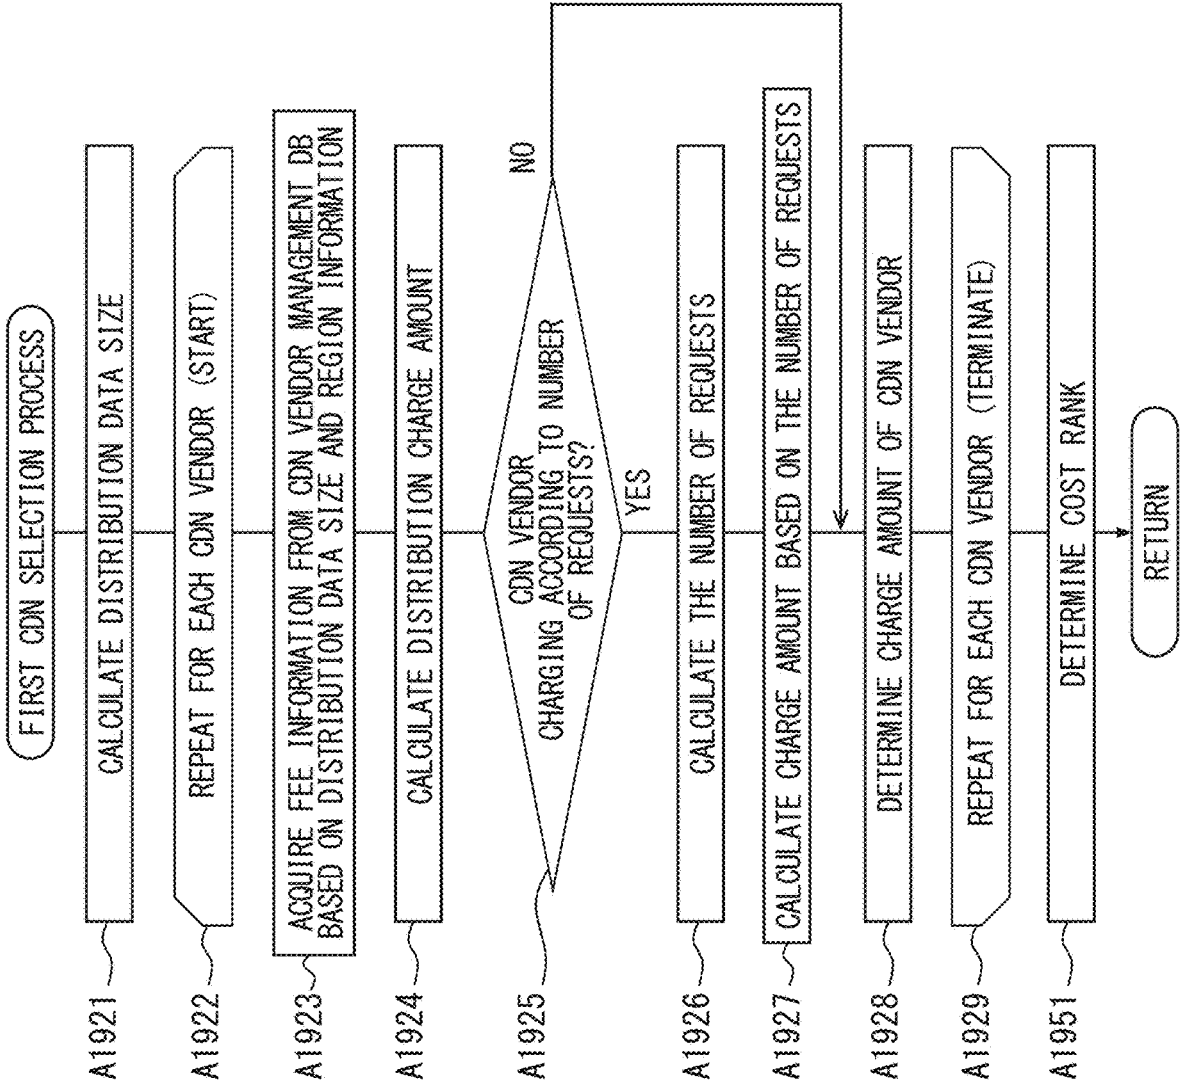 FIRST CDN SELECTION PROCESS
A1921
CALCULATE DISTRIBUTION DATA SIZE
A1922
REPEAT FOR EACH CDN VENDOR (START)
A1923
ACQUIRE FEE INFORMATION FROM CDN VENDOR MANAGEMENT DB
BASED ON DISTRIBUTION DATA SIZE AND REGION INFORMATION
A1924
CALCULATE DISTRIBUTION CHARGE AMOUNT
A1925
CDN VENDOR
CHARGING ACCORDING TO NUMBER
OF REQUESTS?
NO
YES
A1926
CALCULATE THE NUMBER OF REQUESTS
A1927
CALCULATE CHARGE AMOUNT BASED ON THE NUMBER OF REQUESTS
A1928
DETERMINE CHARGE AMOUNT OF CDN VENDOR
A1929
REPEAT FOR EACH CDN VENDOR (TERMINATE)
A1951
DETERMINE COST RANK
RETURN